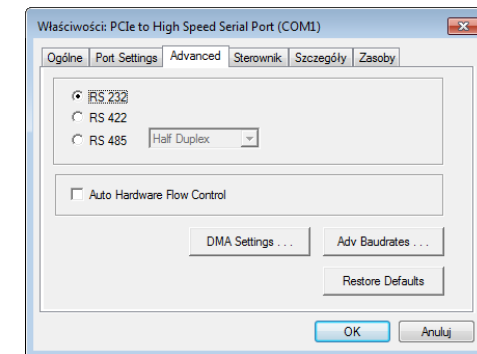 Właściwości: PCIe to High Speed Serial Port (COM1)
Ogólne Port Settings Advanced Sterownik Szczegóły Zasoby
RS 232
RS 422
RS 485 Half Duplex
Auto Hardware Flow Control
DMA Settings . . . Adv Baudrates . . .
Restore Defaults
OK Anuluj